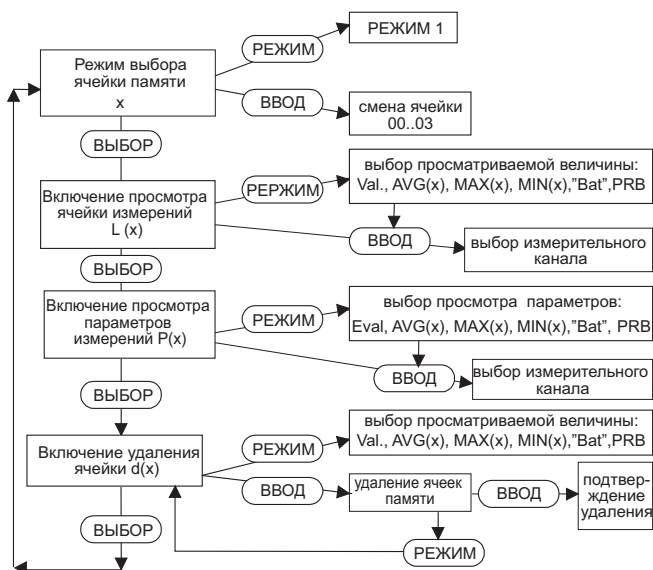 РЕЖИМ 1
РЕЖИМ
Режим выбора
ячейки памяти
x
ВВОД
смена ячейки
00..03
ВЫБОР
выбор просматриваемой величины:
Val., AVG(x), MAX(x), MIN(x),"Bat",PRB
РЕРЖИМ
Включение просмотра
ячейки измерений
L (x)
ВВОД
выбор измерительного
канала
ВЫБОР
Включение просмотра
параметров
измерений P(x)
выбор просмотра параметров:
Eval, AVG(x), MAX(x), MIN(x),"Bat", PRB
РЕЖИМ
ВВОД
выбор измерительного
канала
ВЫБОР
выбор просматриваемой величины:
Val., AVG(x), MAX(x), MIN(x),"Bat",PRB
РЕЖИМ
Включение удаления
ячейки d(x)
ВВОД
удаление ячеек
памяти
ВВОД
подтвер-
ждение
удаления
ВЫБОР
РЕЖИМ